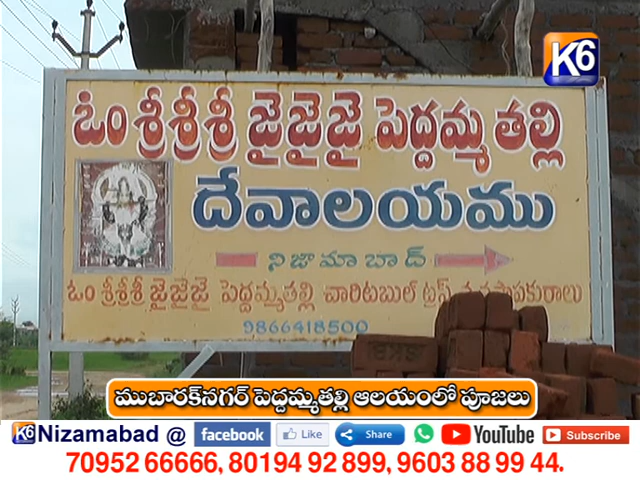 K6
ఓం శ్రీశ్రీశ్రీ జైజైజై పెద్దమ్మ తల్లి
దేవాలయము
నిజామాబాద్
ఓం శ్రీశ్రీశ్రీ జైజైజై పెద్దమ్మతల్లి చారిటబుల్ ట్రస్ట్
9866418500
ముబారక్‌నగర్ పెద్దమ్మతల్లి ఆలయంలో పూజలు
K6 Nizamabad @ facebook Like Share YouTube Subscribe
70952 66666, 80194 92 899, 9603 88 99 44.